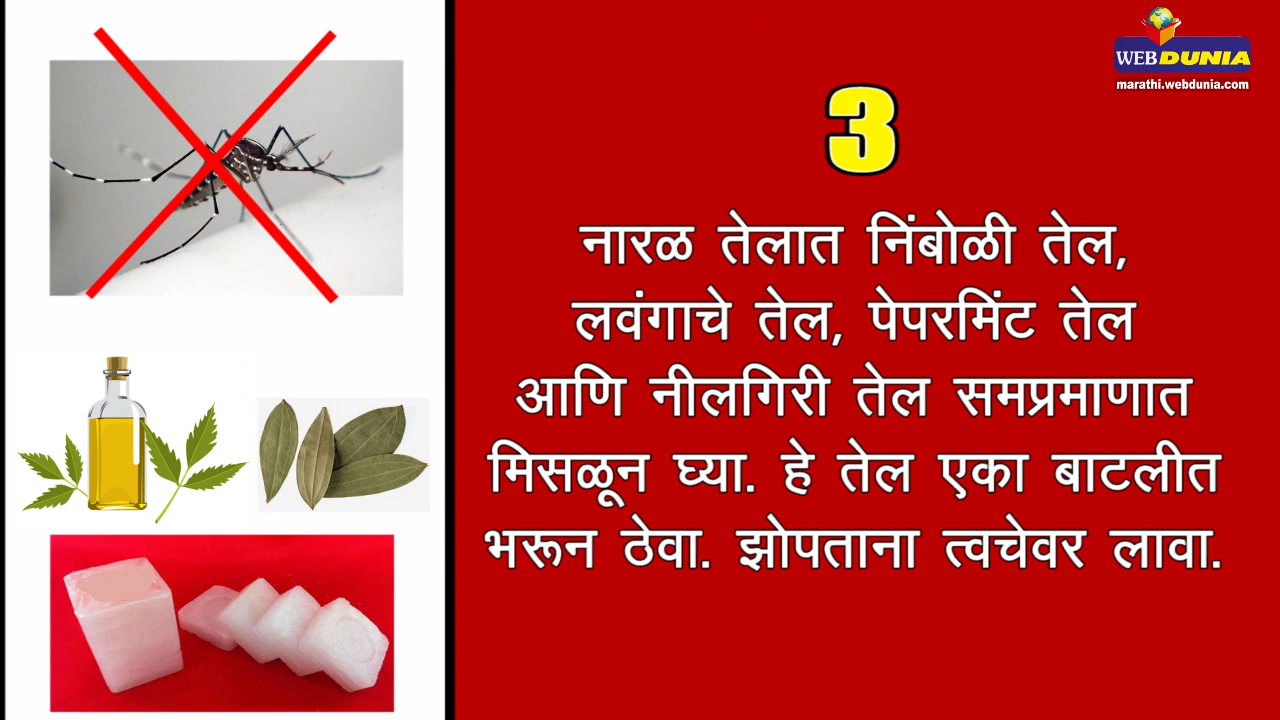 WEBDUNIA
marathi.webdunia.com
3
नारळ तेलात निंबोळी तेल,
लवंगाचे तेल, पेपरमिंट तेल
आणि नीलगिरी तेल समप्रमाणात
मिसळून घ्या. हे तेल एका बाटलीत
भरून ठेवा. झोपताना त्वचेवर लावा.